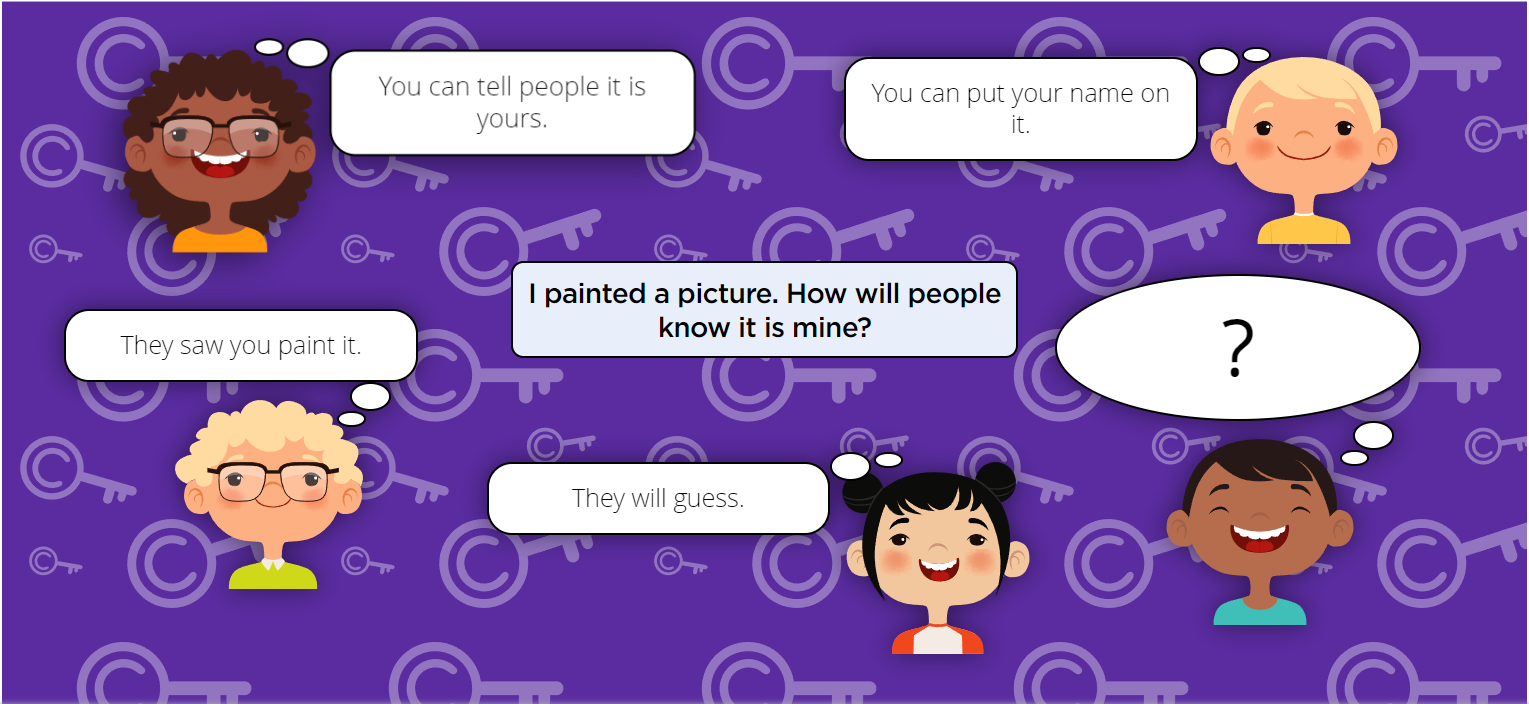 You can tell people it is
yours.
You can put your name on
it.
I painted a picture. How will people
know it is mine?
They saw you paint it.
?
They will guess.